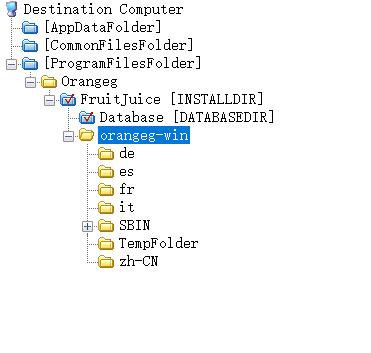 Destination Computer
[AppDataFolder]
[CommonFilesFolder]
[ProgramFilesFolder]
Orangeg
FruitJuice [INSTALLDIR]
Database [DATABASEDIR]
orangeg-win
de
es
fr
it
SBIN
TempFolder
zh-CN